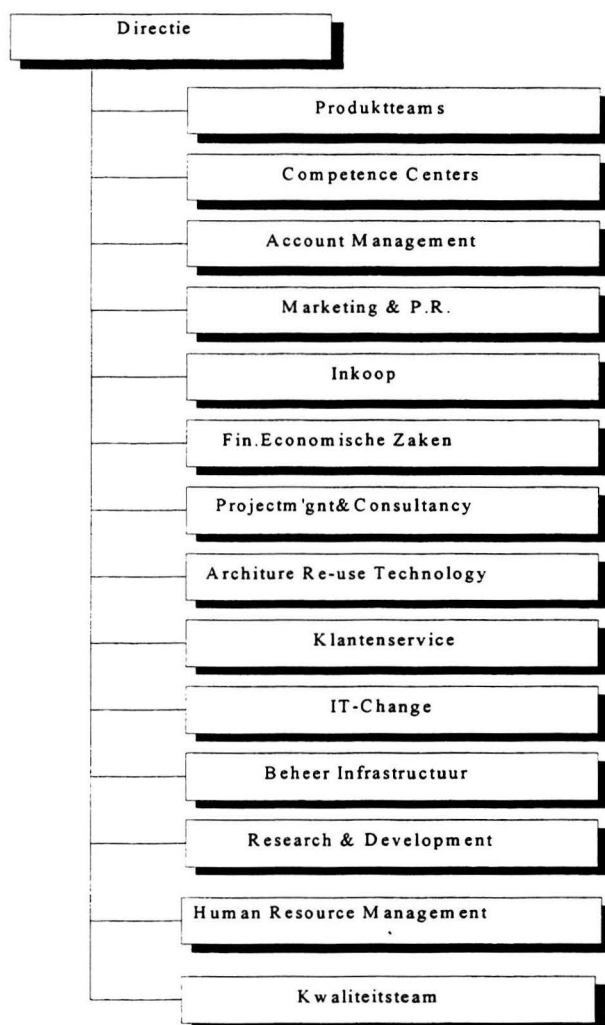 Directie
Produktteams
Competence Centers
Account Management
Marketing & P.R.
Inkoop
Fin.Economische Zaken
Projectm'gnt&Consultancy
Architure Re-use Technology
Klantenservice
IT-Change
Beheer Infrastructuur
Research & Development
Human Resource Management
Kwaliteitsteam